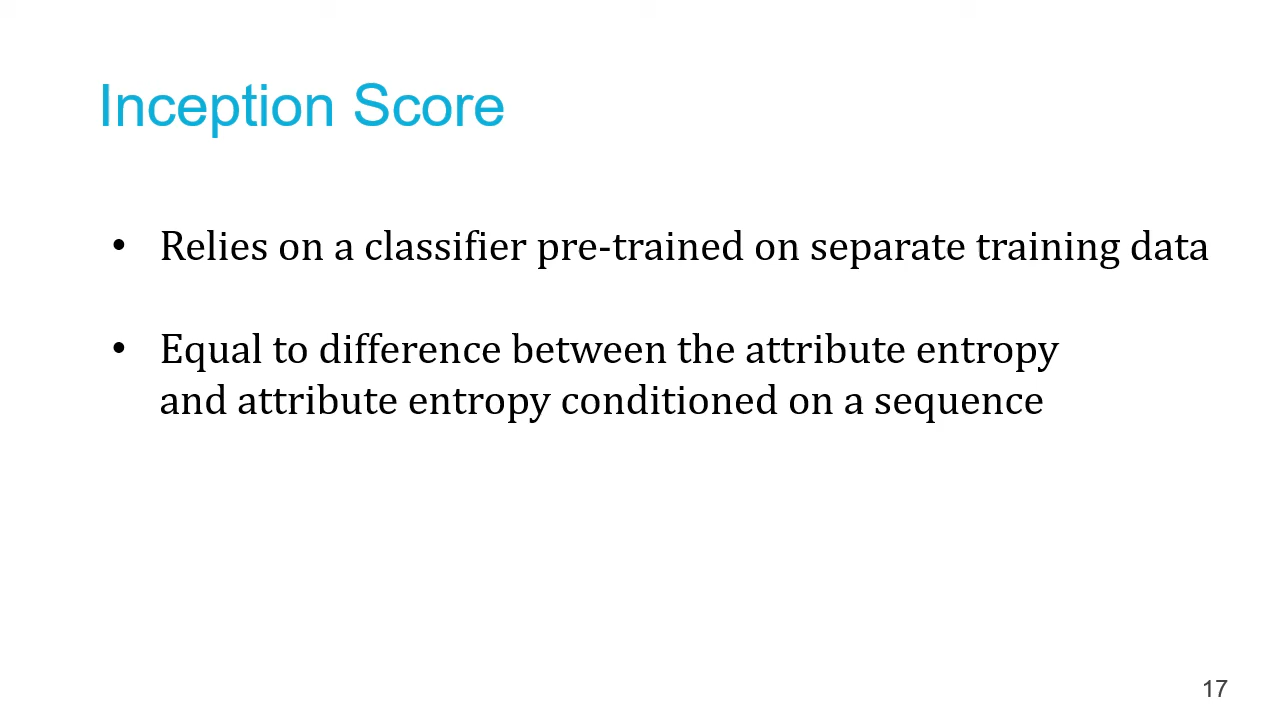 Inception Score
• Relies on a classifier pre-trained on separate training data
• Equal to difference between the attribute entropy
and attribute entropy conditioned on a sequence
17